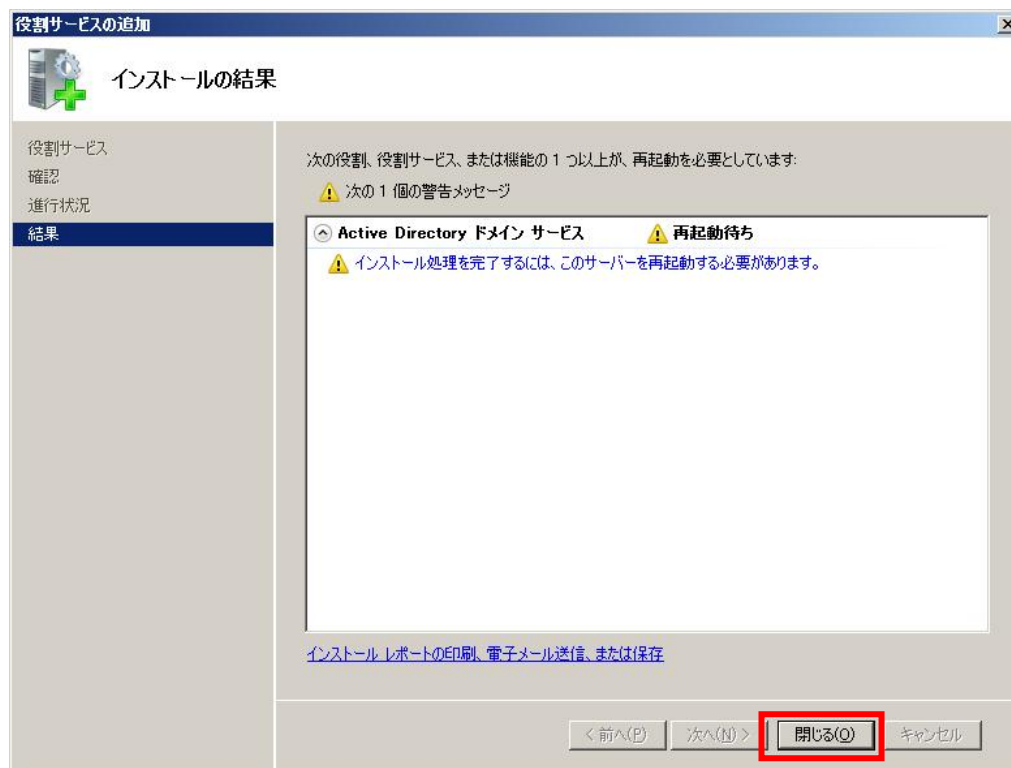 役割サービスの追加
インストールの結果
役割サービス
確認
進行状況
結果
次の役割、役割サービス、または機能の 1 つ以上が、再起動を必要としています:
次の 1 個の警告メッセージ
Active Directory ドメイン サービス 再起動待ち
インストール処理を完了するには、このサーバーを再起動する必要があります。
インストール レポートの印刷、電子メール送信、または保存
< 前へ(P) 次へ(N) > 閉じる(O) キャンセル